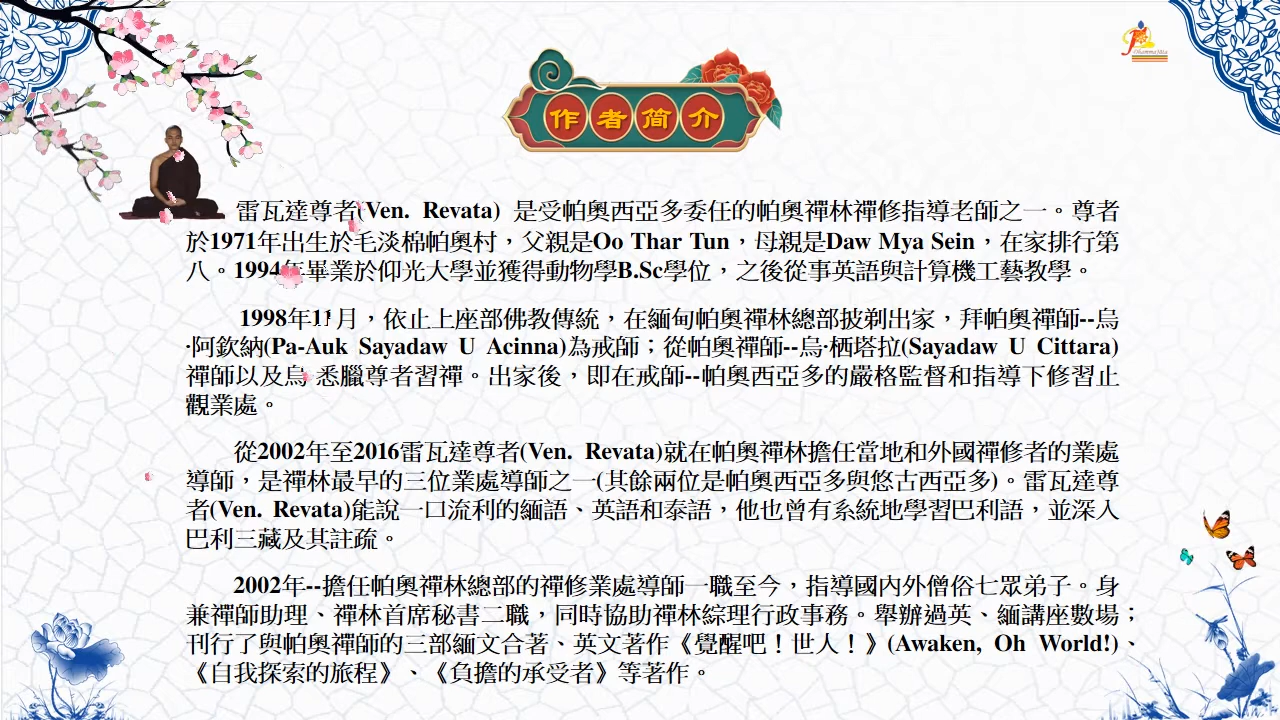 作者簡介
雷瓦達尊者(Ven. Revata) 是受帕奧西亞多委任的帕奧禪林禪修指導老師之一。尊者
於1971年出生於毛淡棉帕奧村，父親是Oo Thar Tun，母親是Daw Mya Sein，在家排行第
八。1994年畢業於仰光大學並獲得動物學B.Sc學位，之後從事英語與計算機工藝教學。
1998年11月，依止上座部佛教傳統，在緬甸帕奧禪林總部披剃出家，拜帕奧禪師--烏
·阿欽納(Pa-Auk Sayadaw U Acinna)為戒師；從帕奧禪師--烏·栖塔拉(Sayadaw U Cittara)
禪師以及烏 悉臘尊者習禪。出家後，即在戒師--帕奧西亞多的嚴格監督和指導下修習止
觀業處。
從2002年至2016雷瓦達尊者(Ven. Revata)就在帕奧禪林擔任當地和外國禪修者的業處
導師，是禪林最早的三位業處導師之一(其餘兩位是帕奧西亞多與悠古西亞多)。雷瓦達尊
者(Ven. Revata)能說一口流利的緬語、英語和泰語，他也曾有系統地學習巴利語，並深入
巴利三藏及其註疏。
2002年--擔任帕奧禪林總部的禪修業處導師一職至今，指導國內外僧俗七眾弟子。身
兼禪師助理、禪林首席秘書二職，同時協助禪林綜理行政事務。舉辦過英、緬講座數場；
刊行了與帕奧禪師的三部緬文合著、英文著作《覺醒吧！世人！》(Awaken, Oh World!)、
《自我探索的旅程》、《負擔的承受者》等著作。